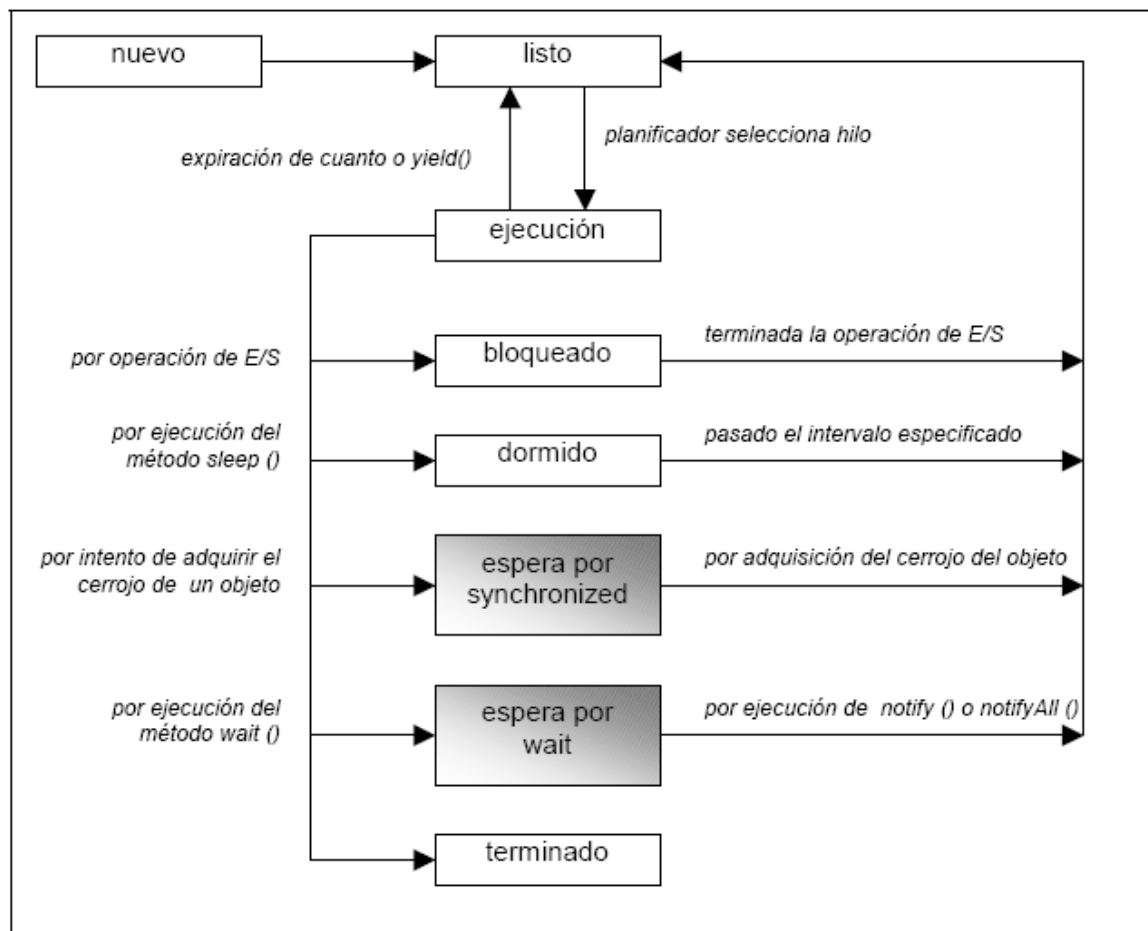 nuevo
listo
planificador selecciona hilo
expiración de cuanto o yield()
ejecución
por operación de E/S
bloqueado
terminada la operación de E/S
por ejecución del
método sleep ()
dormido
pasado el intervalo especificado
por intento de adquirir el
cerrojo de un objeto
espera por
synchronized
por adquisición del cerrojo del objeto
por ejecución del
método wait ()
espera por
wait
por ejecución de notify () o notifyAll ()
terminado